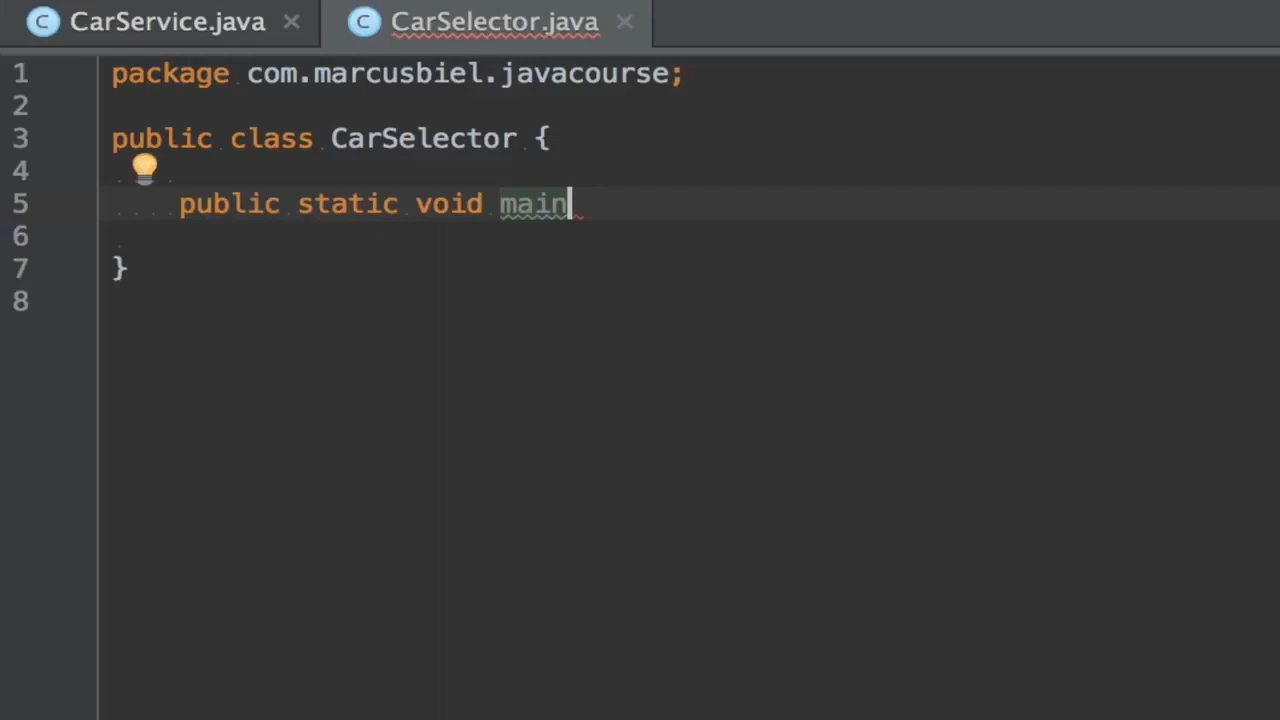 C CarService.java × C CarSelector.java ×
1 package com.marcusbiel.javacourse;
2
3 public class CarSelector {
4
5     public static void main
6
7 }
8